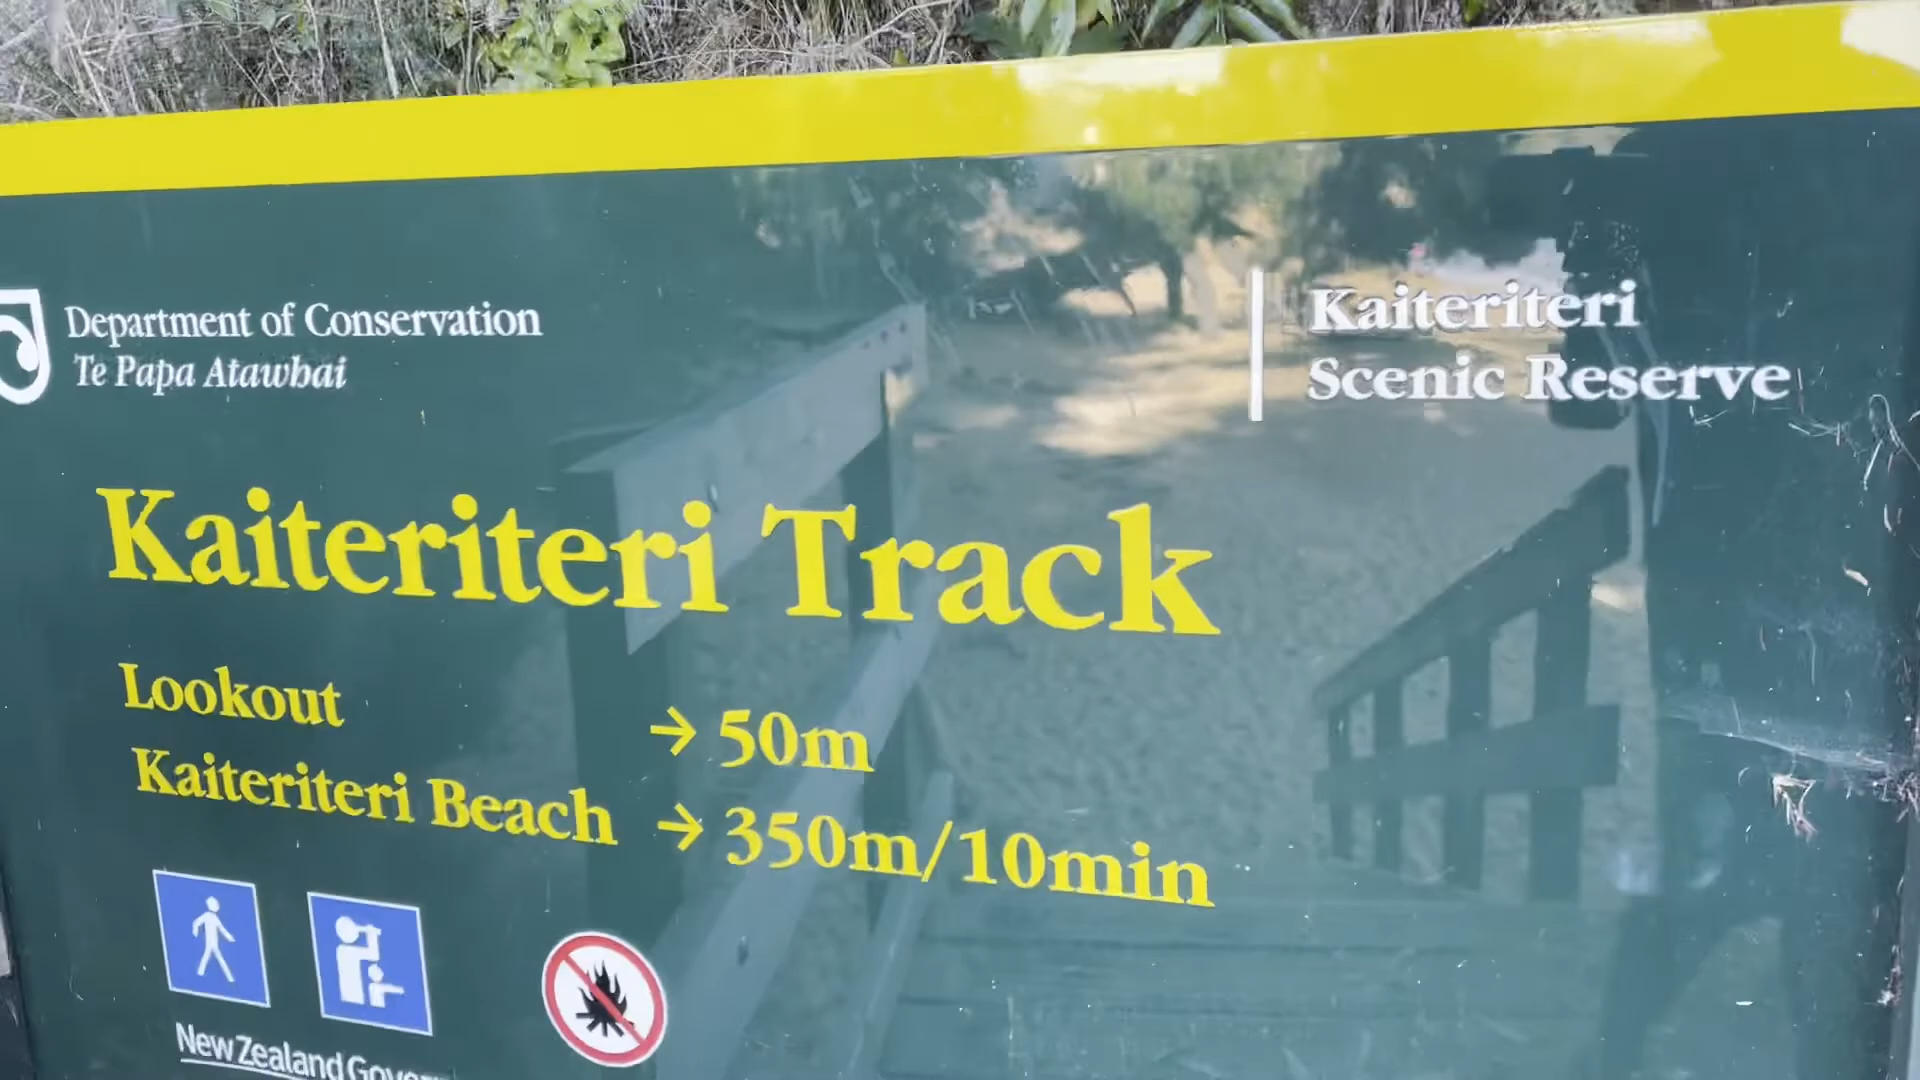 Department of Conservation
Te Papa Atawhai
Kaiteriteri
Scenic Reserve
Kaiteriteri Track
Lookout → 50m
Kaiteriteri Beach → 350m/10min
New Zealand